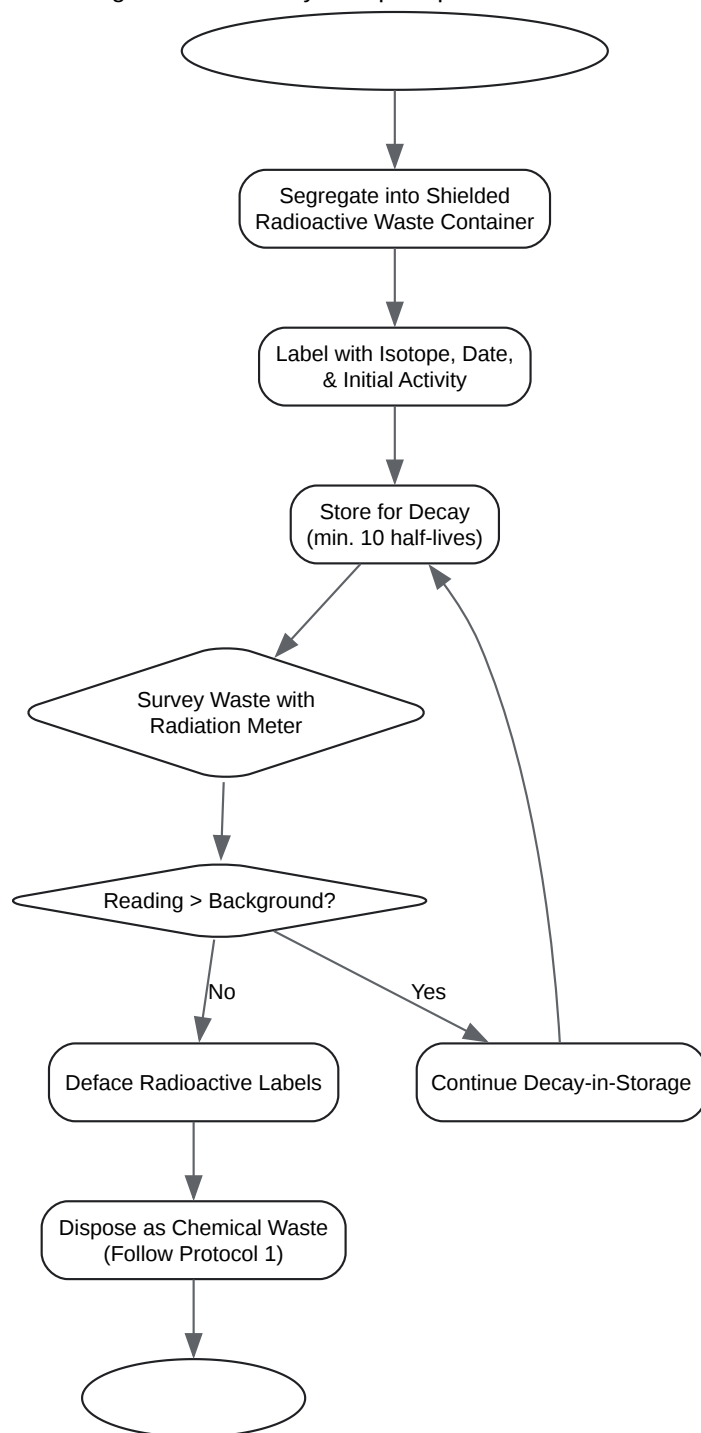 Segregate into Shielded
Radioactive Waste Container
Label with Isotope, Date,
& Initial Activity
Store for Decay
(min. 10 half-lives)
Survey Waste with
Radiation Meter
Reading > Background?
No
Yes
Deface Radioactive Labels
Continue Decay-in-Storage
Dispose as Chemical Waste
(Follow Protocol 1)